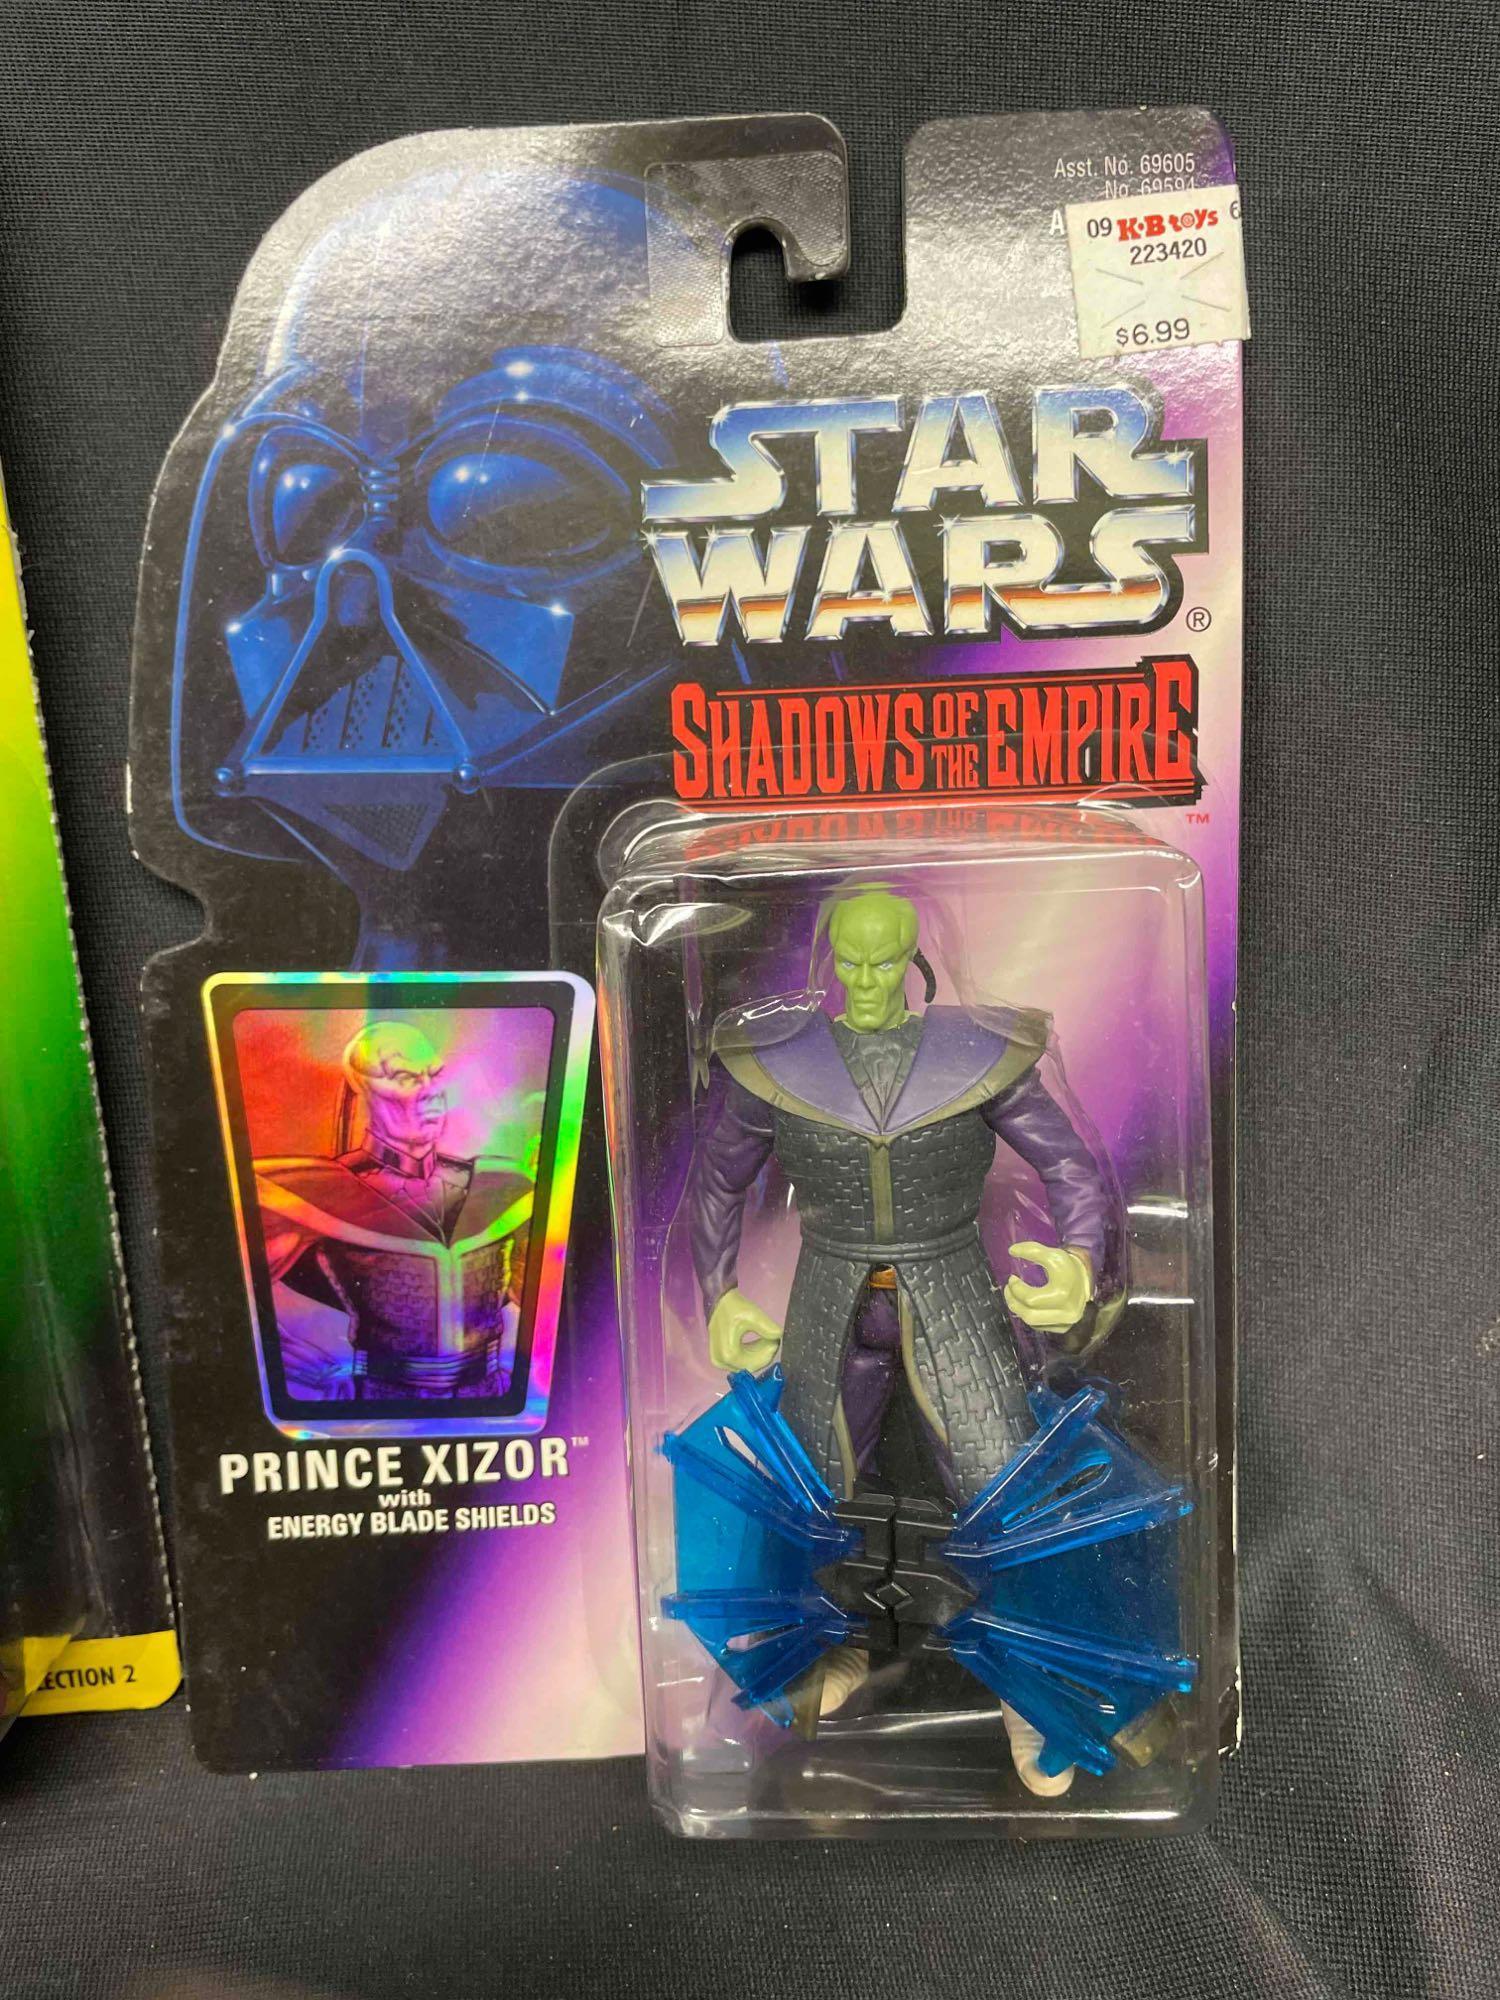 Asst. No. 69605
No. 69594
A
09 K·B toys 6
223420
$6.99
STAR
WARS®
SHADOWS OF THE EMPIRE
TM
PRINCE XIZOR™
with
ENERGY BLADE SHIELDS
ECTION 2